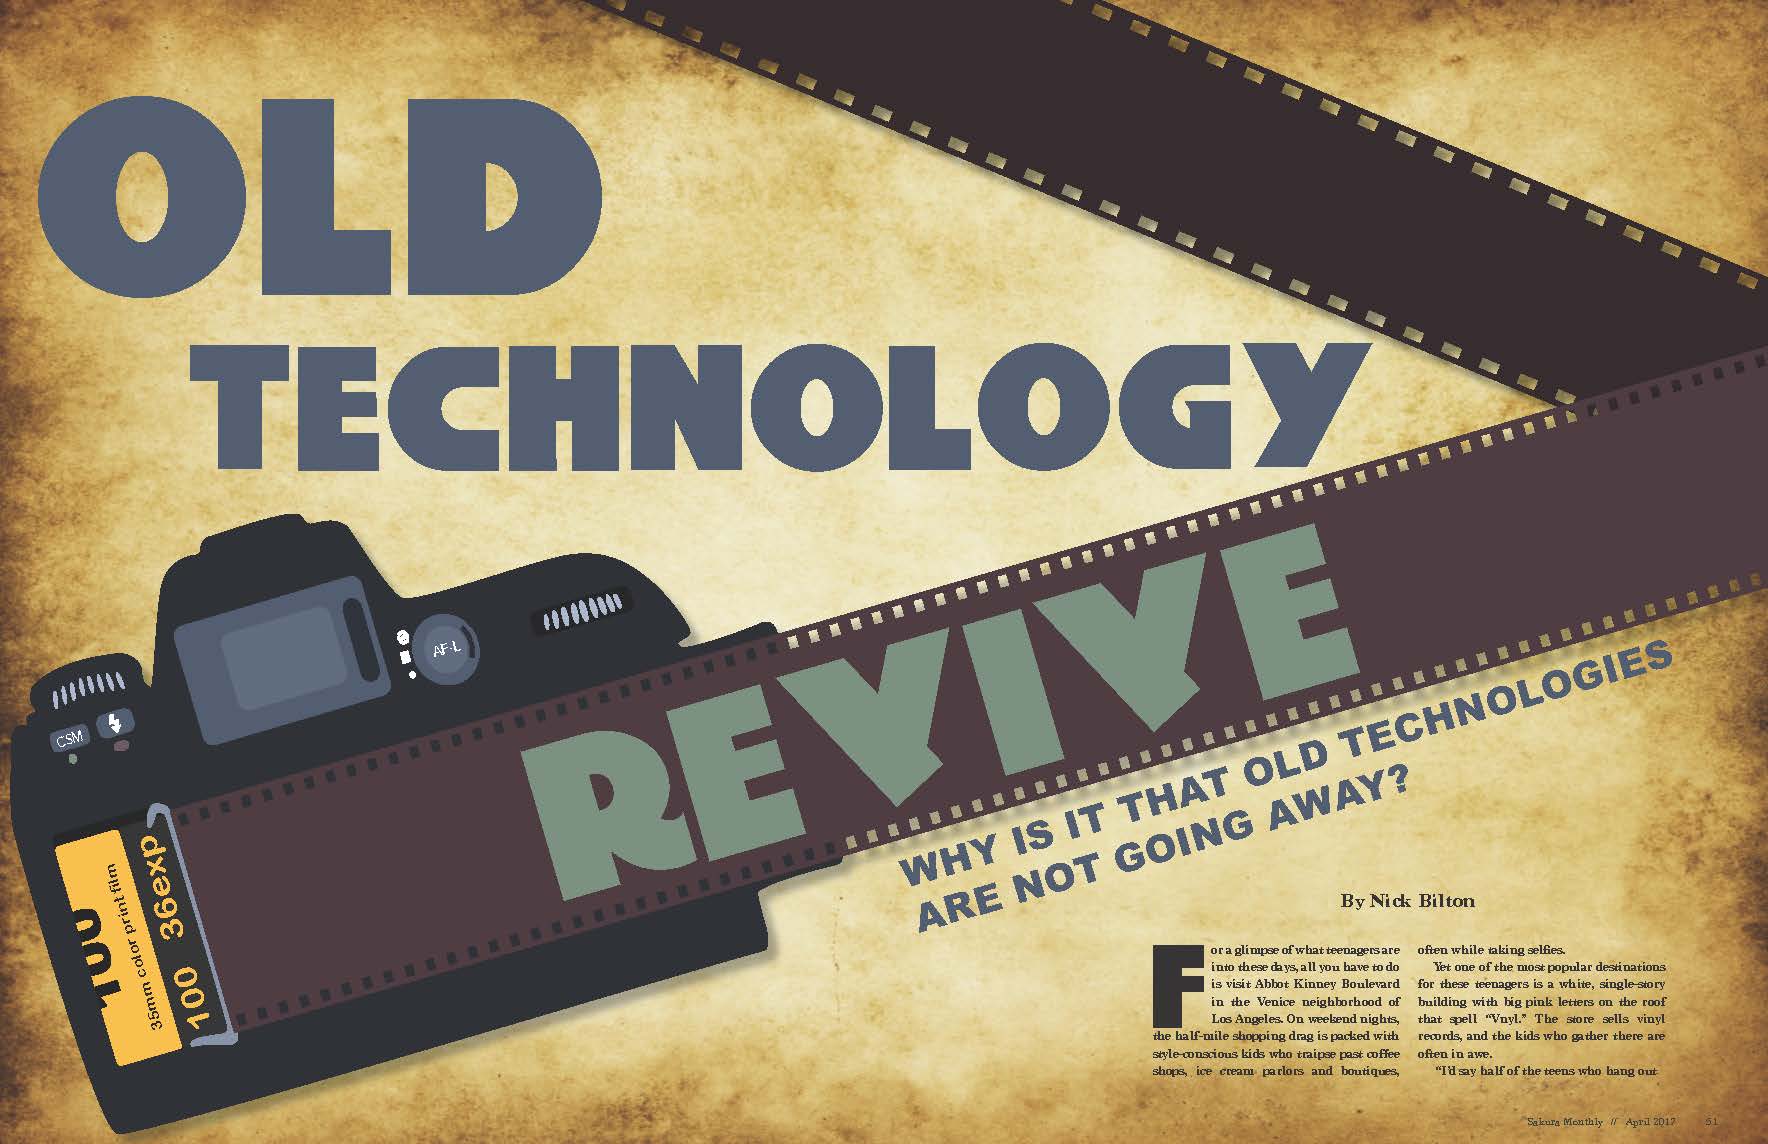 OLD
TECHNOLOGY
REVIVE
WHY IS IT THAT OLD TECHNOLOGIES
ARE NOT GOING AWAY?
AF-L
CSM
100
35mm color print film
100 36exp
By Nick Bilton
For a glimpse of what teenagers are
into these days, all you have to do
is visit Abbot Kinney Boulevard
in the Venice neighborhood of
Los Angeles. On weekend nights,
the half-mile shopping drag is packed with
style-conscious kids who traipse past coffee
shops, ice cream parlors and boutiques,
often while taking selfies.
Yet one of the most popular destinations
for these teenagers is a white, single-story
building with big pink letters on the roof
that spell “Vnyl.” The store sells vinyl
records, and the kids who gather there are
often in awe.
“I’d say half of the teens who hang out
Sakura Monthly // April 2017 51